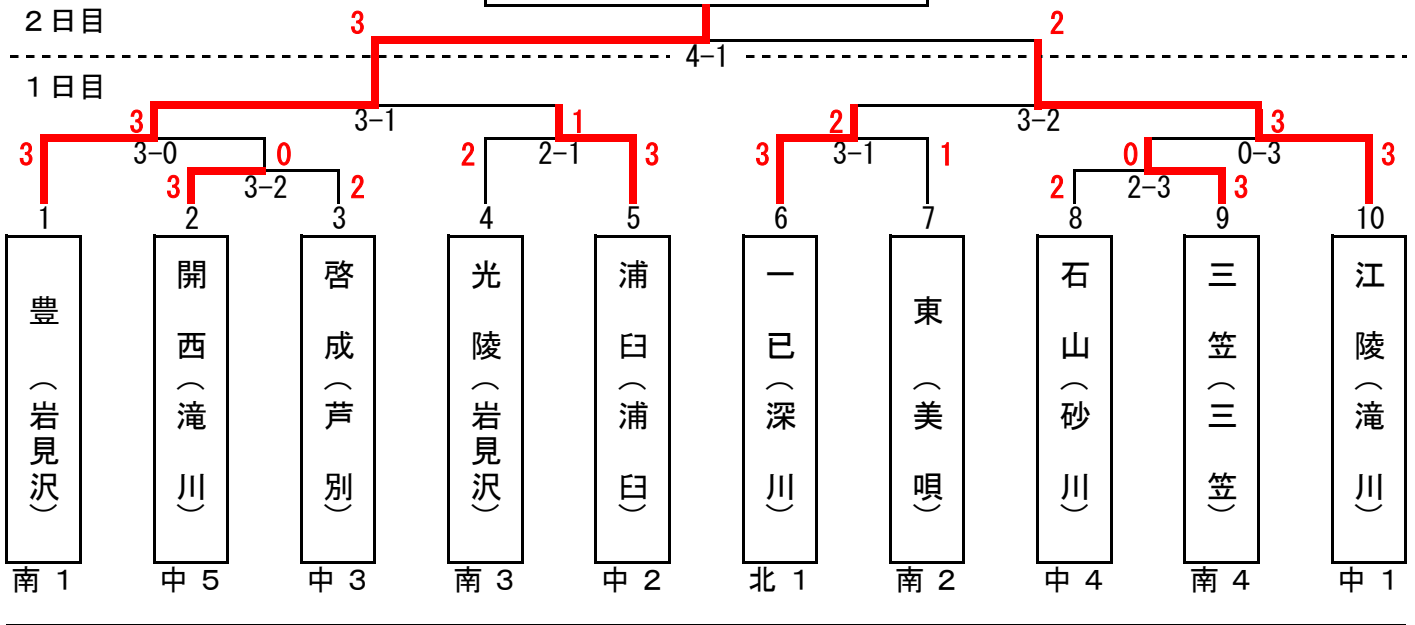 2日目
3
2
4-1
1日目
3
3-1
1
2
3-2
3
3
3-0
0
2
2-1
3
3
3-1
1
0
0-3
3
3
3-2
2
2
2-3
3
1
2
3
4
5
6
7
8
9
10
豊(岩見沢)
開西(滝川)
啓成(芦別)
光陵(岩見沢)
浦臼(浦臼)
一已(深川)
東(美唄)
石山(砂川)
三笠(三笠)
江陵(滝川)
南1
中5
中3
南3
中2
北1
南2
中4
南4
中1